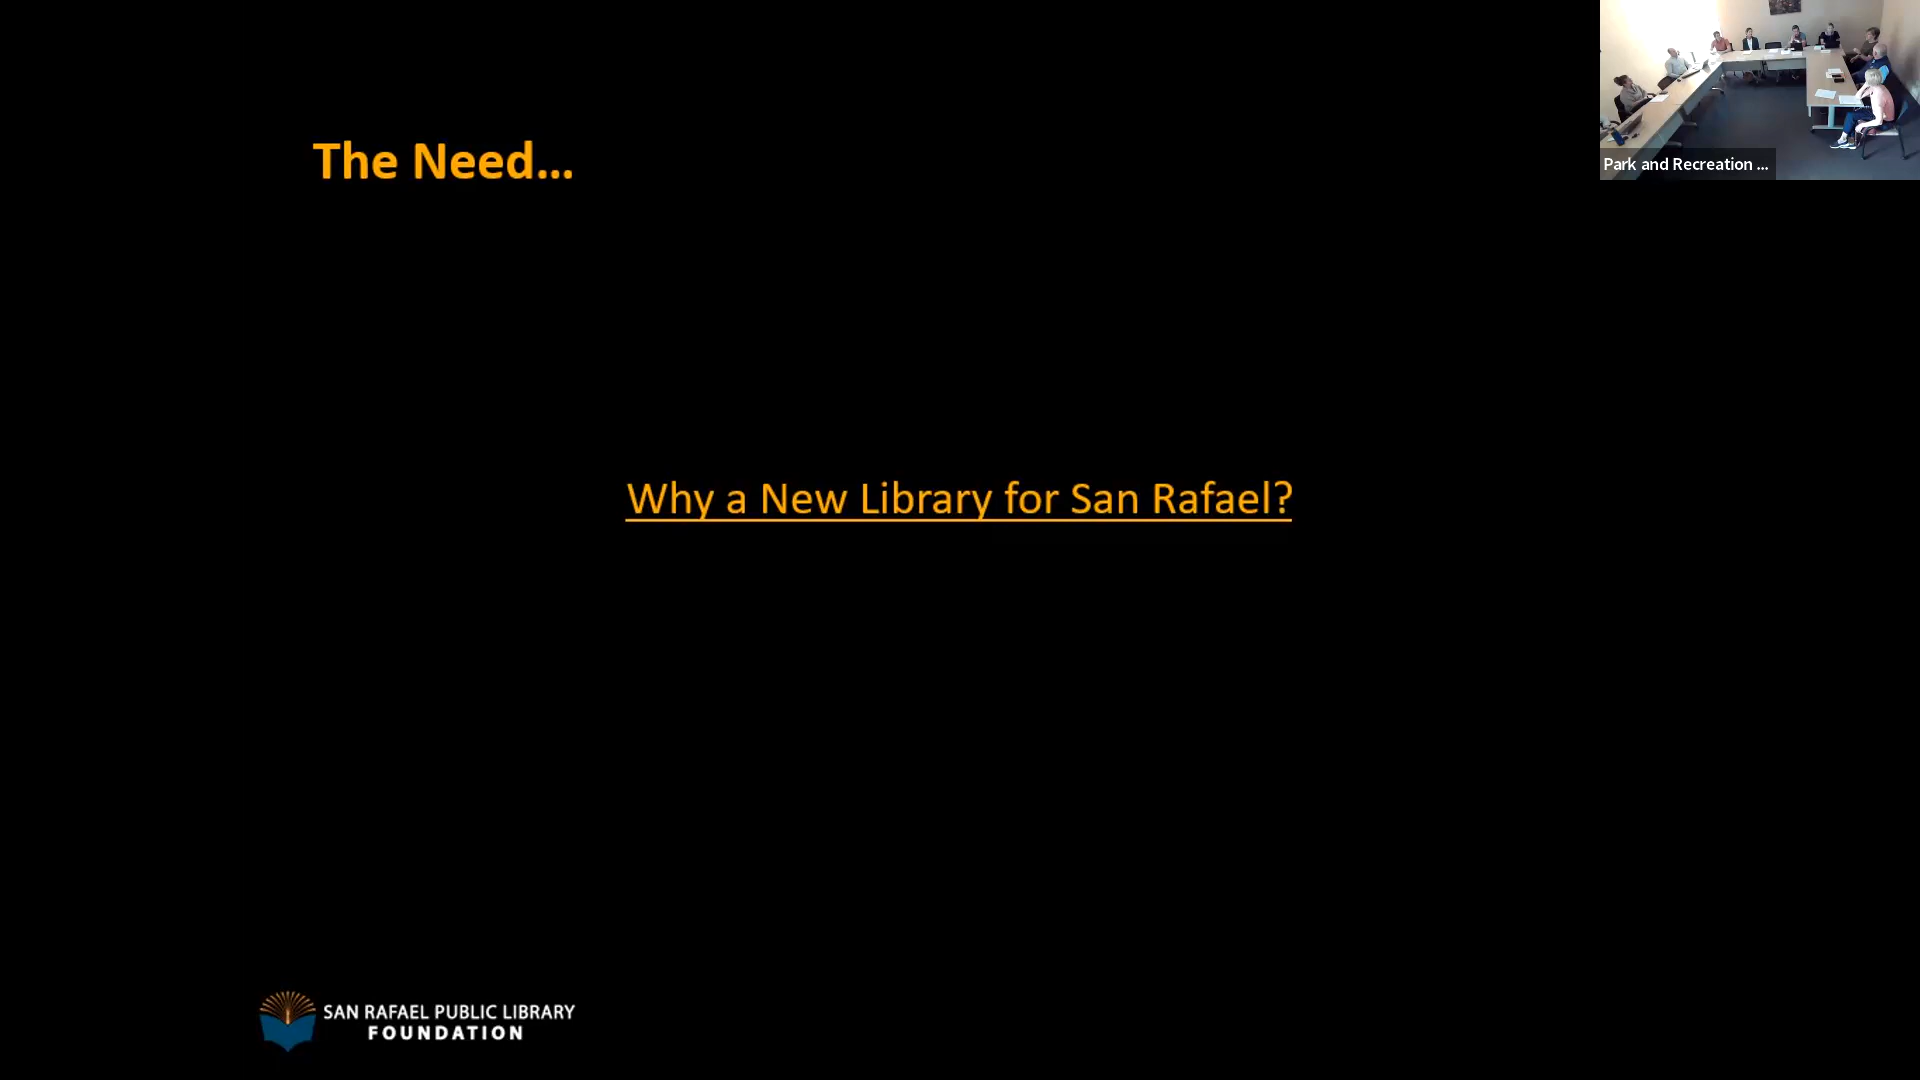 The Need...
Park and Recreation ...
Why a New Library for San Rafael?
SAN RAFAEL PUBLIC LIBRARY
FOUNDATION